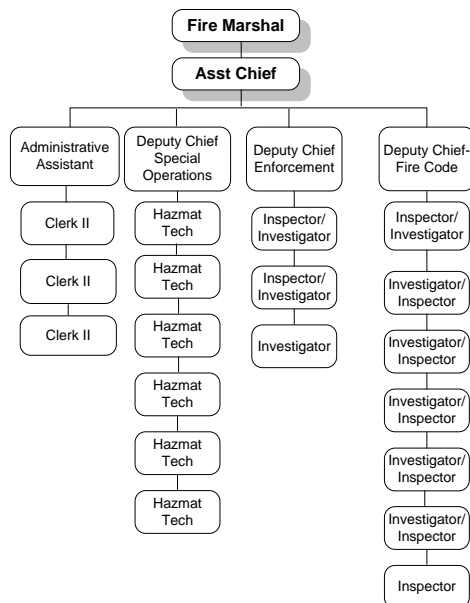 Fire Marshal
Asst Chief
Administrative
Assistant
Clerk II
Clerk II
Clerk II
Deputy Chief
Special
Operations
Hazmat
Tech
Hazmat
Tech
Hazmat
Tech
Hazmat
Tech
Hazmat
Tech
Hazmat
Tech
Deputy Chief
Enforcement
Inspector/
Investigator
Inspector/
Investigator
Investigator
Deputy Chief-
Fire Code
Inspector/
Investigator
Investigator/
Inspector
Investigator/
Inspector
Investigator/
Inspector
Investigator/
Inspector
Investigator/
Inspector
Inspector